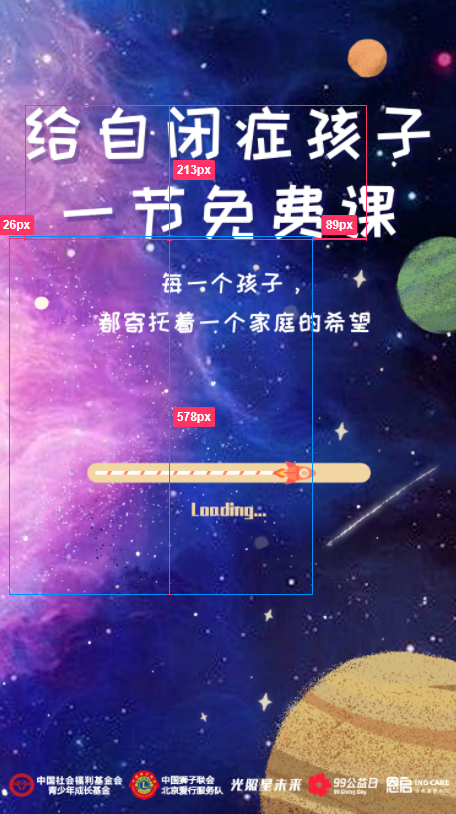 给自闭症孩子
213px
一节免费课
26px
89px
每一个孩子，
都寄托着一个家庭的希望
578px
Loading...
中国社会福利基金会
青少年成长基金
中国狮子联会
北京爱行服务队
光照星未来
99公益日
99 Giving Day
恩启
ING CARE